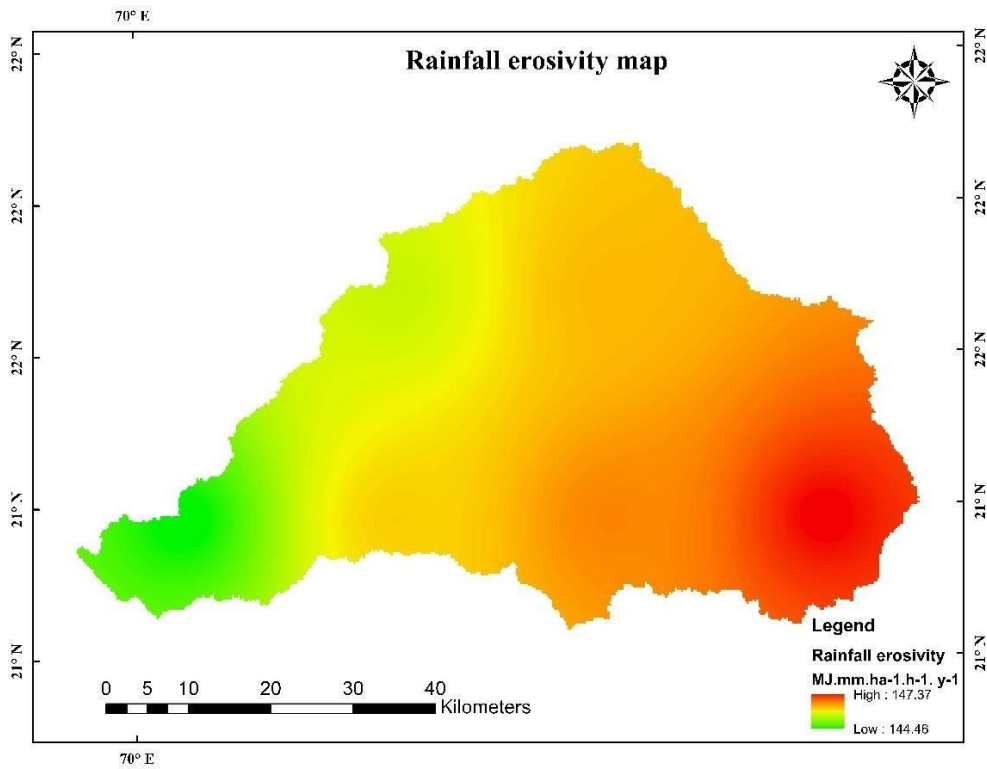 70° E
Rainfall erosivity map
22° N
22° N
22° N
22° N
22° N
22° N
21° N
21° N
21° N
21° N
Legend
Rainfall erosivity
MJ.mm.ha-1.h-1. y-1
High : 147.37
Low : 144.46
0 5 10 20 30 40
Kilometers
70° E